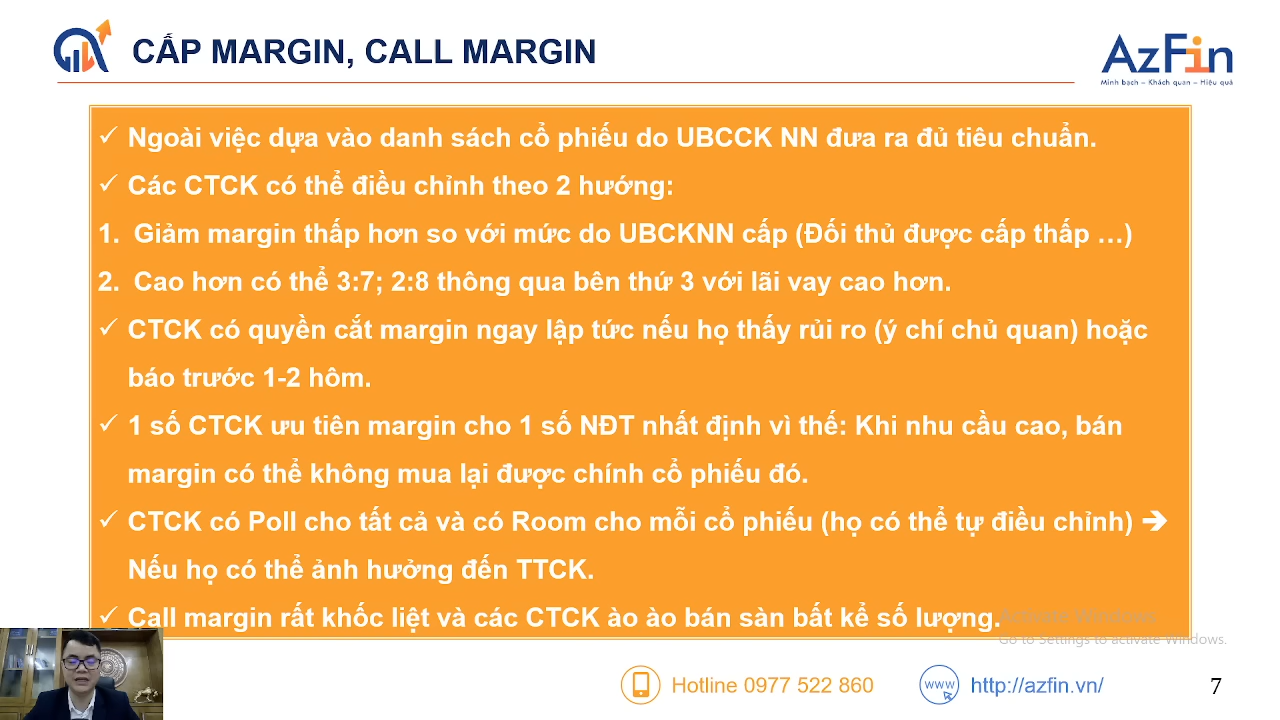 CẤP MARGIN, CALL MARGIN
AzFin
Minh bạch – Khách quan – Hiệu quả
✓ Ngoài việc dựa vào danh sách cổ phiếu do UBCCK NN đưa ra đủ tiêu chuẩn.
✓ Các CTCK có thể điều chỉnh theo 2 hướng:
1. Giảm margin thấp hơn so với mức do UBCKNN cấp (Đối thủ được cấp thấp …)
2. Cao hơn có thể 3:7; 2:8 thông qua bên thứ 3 với lãi vay cao hơn.
✓ CTCK có quyền cắt margin ngay lập tức nếu họ thấy rủi ro (ý chí chủ quan) hoặc
báo trước 1-2 hôm.
✓ 1 số CTCK ưu tiên margin cho 1 số NĐT nhất định vì thế: Khi nhu cầu cao, bán
margin có thể không mua lại được chính cổ phiếu đó.
✓ CTCK có Poll cho tất cả và có Room cho mỗi cổ phiếu (họ có thể tự điều chỉnh) ➔
Nếu họ có thể ảnh hưởng đến TTCK.
✓ Call margin rất khốc liệt và các CTCK ào ào bán sàn bất kể số lượng.
Activate Windows
Go to Settings to activate Windows.
Hotline 0977 522 860
www
http://azfin.vn/
7